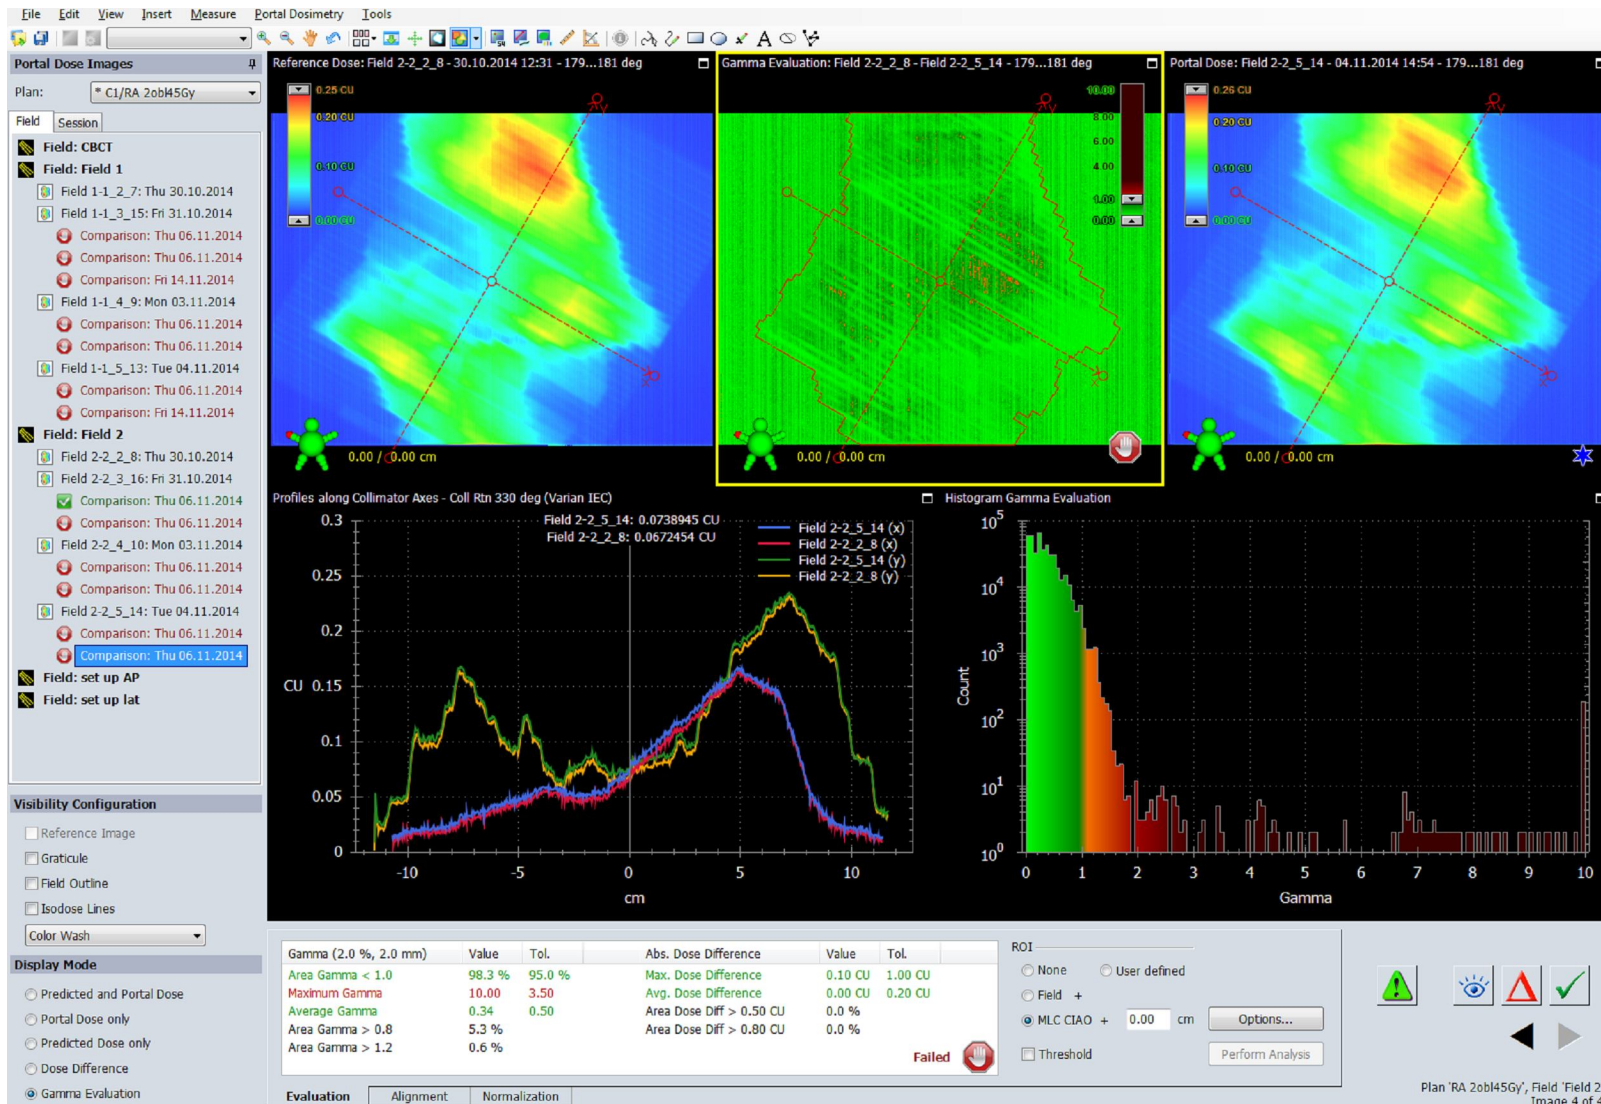 File Edit View Insert Measure Portal Dosimetry Tools
Portal Dose Images
Plan: * C1/RA 2obl45Gy
Field Session
Field: CBCT
Field: Field 1
Field 1-1_2_7: Thu 30.10.2014
Field 1-1_3_15: Fri 31.10.2014
Comparison: Thu 06.11.2014
Comparison: Thu 06.11.2014
Comparison: Fri 14.11.2014
Field 1-1_4_9: Mon 03.11.2014
Comparison: Thu 06.11.2014
Comparison: Thu 06.11.2014
Field 1-1_5_13: Tue 04.11.2014
Comparison: Thu 06.11.2014
Comparison: Fri 14.11.2014
Field: Field 2
Field 2-2_2_8: Thu 30.10.2014
Field 2-2_3_16: Fri 31.10.2014
Comparison: Thu 06.11.2014
Comparison: Thu 06.11.2014
Field 2-2_4_10: Mon 03.11.2014
Comparison: Thu 06.11.2014
Comparison: Thu 06.11.2014
Field 2-2_5_14: Tue 04.11.2014
Comparison: Thu 06.11.2014
Comparison: Thu 06.11.2014
Field: set up AP
Field: set up lat
Visibility Configuration
Reference Image
Graticule
Field Outline
Isodose Lines
Color Wash
Display Mode
Predicted and Portal Dose
Portal Dose only
Predicted Dose only
Dose Difference
Gamma Evaluation
Reference Dose: Field 2-2_2_8 - 30.10.2014 12:31 - 179...181 deg
0.25 CU
0.20 CU
0.10 CU
0.00 CU
Y
X
0.00 / 0.00 cm
Gamma Evaluation: Field 2-2_2_8 - Field 2-2_5_14 - 179...181 deg
10.00
8.00
6.00
4.00
1.00
0.00
Y
X
0.00 / 0.00 cm
Portal Dose: Field 2-2_5_14 - 04.11.2014 14:54 - 179...181 deg
0.26 CU
0.20 CU
0.10 CU
0.00 CU
Y
X
0.00 / 0.00 cm
Profiles along Collimator Axes - Coll Rtn 330 deg (Varian IEC)
Field 2-2_5_14: 0.0738945 CU
Field 2-2_2_8: 0.0672454 CU
Field 2-2_5_14 (x)
Field 2-2_2_8 (x)
Field 2-2_5_14 (y)
Field 2-2_2_8 (y)
0.3
0.25
0.2
CU 0.15
0.1
0.05
0
-10 -5 0 5 10
cm
Histogram Gamma Evaluation
10^5
10^4
10^3
10^2
10^1
10^0
Count
0 1 2 3 4 5 6 7 8 9 10
Gamma
Gamma (2.0 %, 2.0 mm) Value Tol. Abs. Dose Difference Value Tol.
Area Gamma < 1.0 98.3 % 95.0 % Max. Dose Difference 0.10 CU 1.00 CU
Maximum Gamma 10.00 3.50 Avg. Dose Difference 0.00 CU 0.20 CU
Average Gamma 0.34 0.50 Area Dose Diff > 0.50 CU 0.0 %
Area Gamma > 0.8 5.3 % Area Dose Diff > 0.80 CU 0.0 %
Area Gamma > 1.2 0.6 %
Failed
Evaluation Alignment Normalization
ROI
None User defined
Field +
MLC CIAO + 0.00 cm Options...
Threshold Perform Analysis
Plan 'RA 2obl45Gy', Field 'Field 2
Image 4 of 4